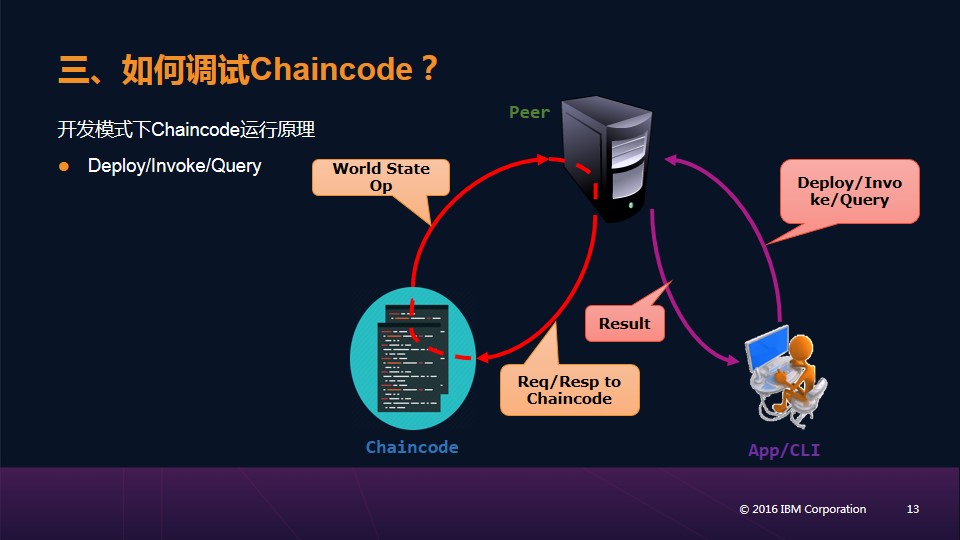 三、如何调试Chaincode？
开发模式下Chaincode运行原理
Deploy/Invoke/Query
Peer
World State
Op
Deploy/Invo
ke/Query
Result
Req/Resp to
Chaincode
Chaincode
App/CLI
© 2016 IBM Corporation
13